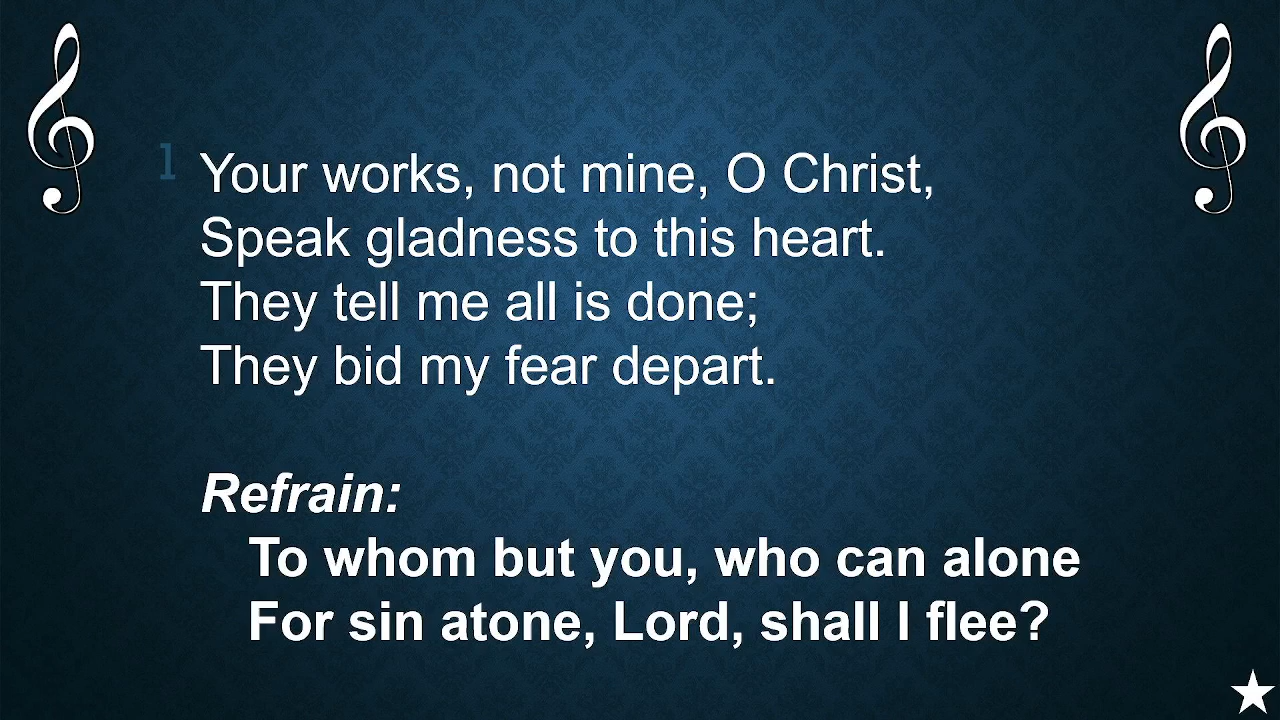 1 Your works, not mine, O Christ,
Speak gladness to this heart.
They tell me all is done;
They bid my fear depart.
Refrain:
To whom but you, who can alone
For sin atone, Lord, shall I flee?